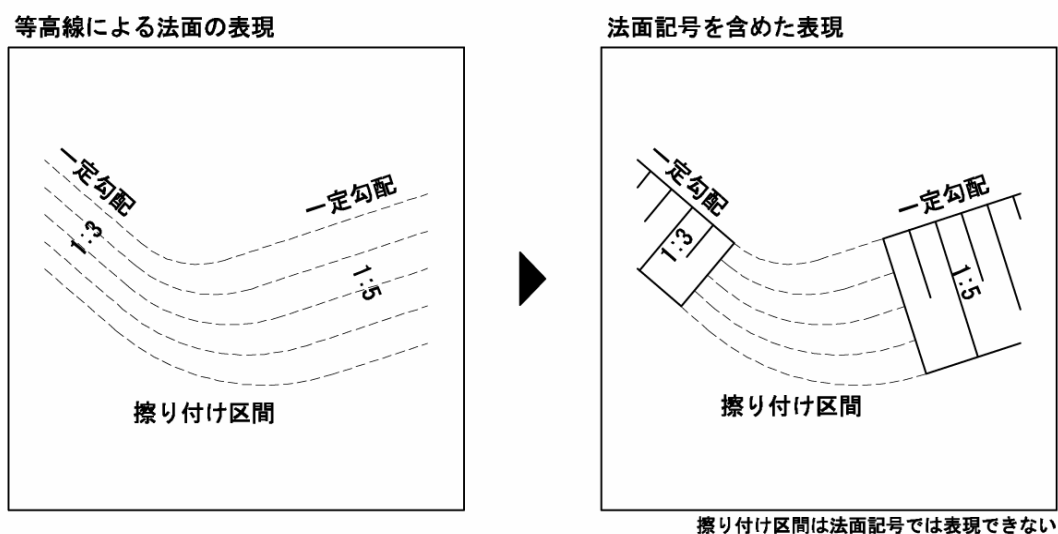 等高線による法面の表現
一定勾配
1:3
一定勾配
1:5
擦り付け区間
法面記号を含めた表現
一定勾配
1:3
一定勾配
1:5
擦り付け区間
擦り付け区間は法面記号では表現できない